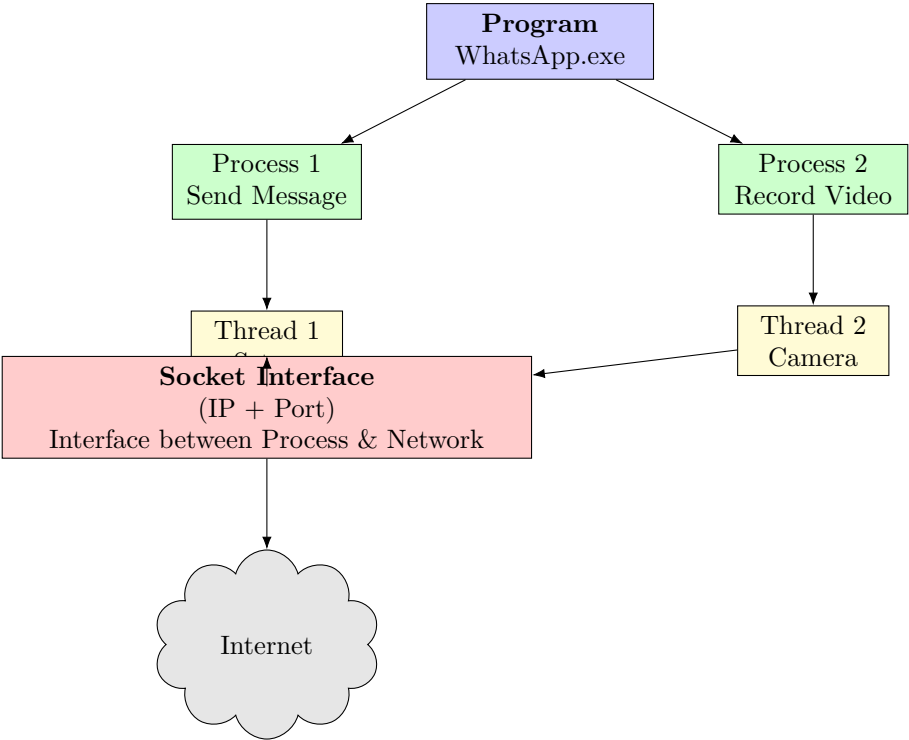 Program
WhatsApp.exe
Process 1
Send Message
Process 2
Record Video
Thread 1
Thread 2
Camera
Socket Interface
(IP + Port)
Interface between Process & Network
Internet